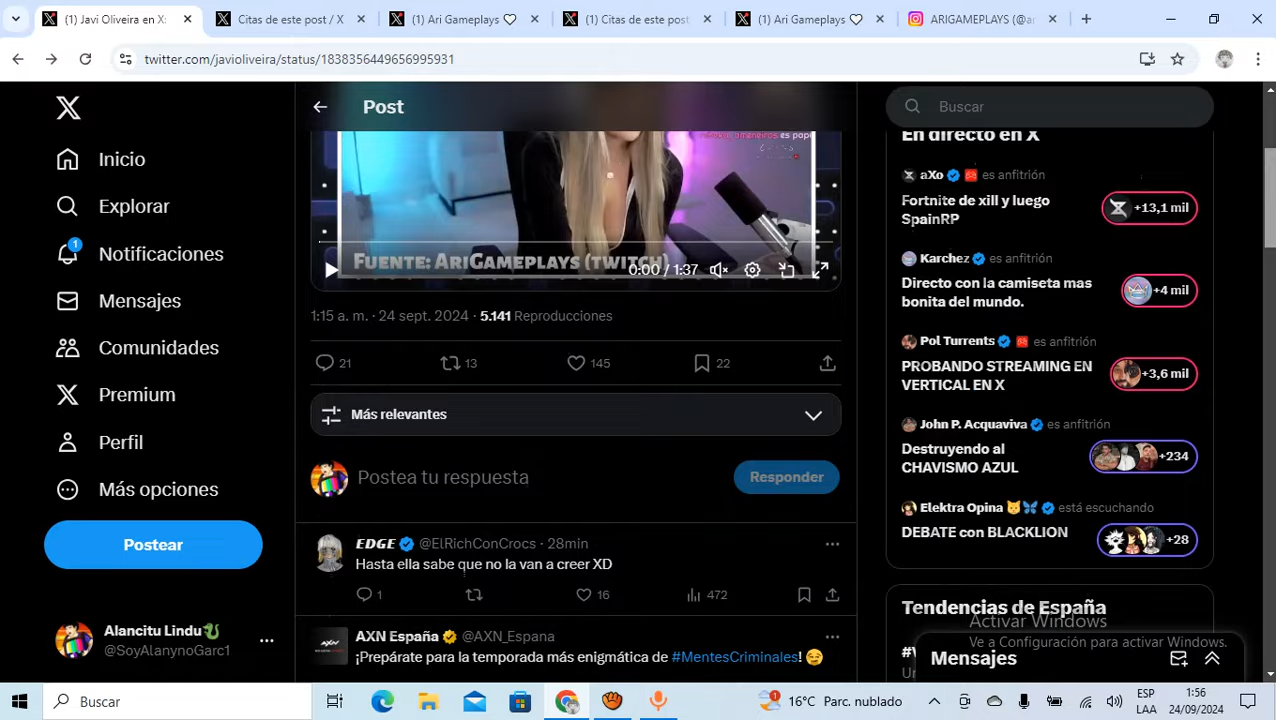 (1) Javi Oliveira en X:
Citas de este post / X
(1) Ari Gameplays
(1) Citas de este post
(1) Ari Gameplays
ARIGAMEPLAYS (@ar
twitter.com/javioliveira/status/1838356449656995931
Inicio
Explorar
1
Notificaciones
Mensajes
Comunidades
Premium
Perfil
Más opciones
Postear
Alancitu Lindu
@SoyAlanynoGarc1
Post
es papi
FUENTE: ARIGAMEPLAYS (TWITCH)
0:00 / 1:37
1:15 a. m. · 24 sept. 2024 · 5.141 Reproducciones
21 13 145 22
Más relevantes
Postea tu respuesta
Responder
EDGE @ElRichConCrocs · 28min
Hasta ella sabe que no la van a creer XD
1 16 472
AXN España @AXN_Espana
¡Prepárate para la temporada más enigmática de #MentesCriminales! 😏
Buscar
En directo en X
aXo es anfitrión
Fortnite de xill y luego
SpainRP
+13,1 mil
Karchez es anfitrión
Directo con la camiseta mas
bonita del mundo.
+4 mil
Pol Turrents es anfitrión
PROBANDO STREAMING EN
VERTICAL EN X
+3,6 mil
John P. Acquaviva es anfitrión
Destruyendo al
CHAVISMO AZUL
+234
Elektra Opina está escuchando
DEBATE con BLACKLION
+28
Tendencias de España
Activar Windows
Ve a Configuración para activar Windows.
Mensajes
Buscar
16°C Parc. nublado
ESP
LAA
1:56
24/09/2024